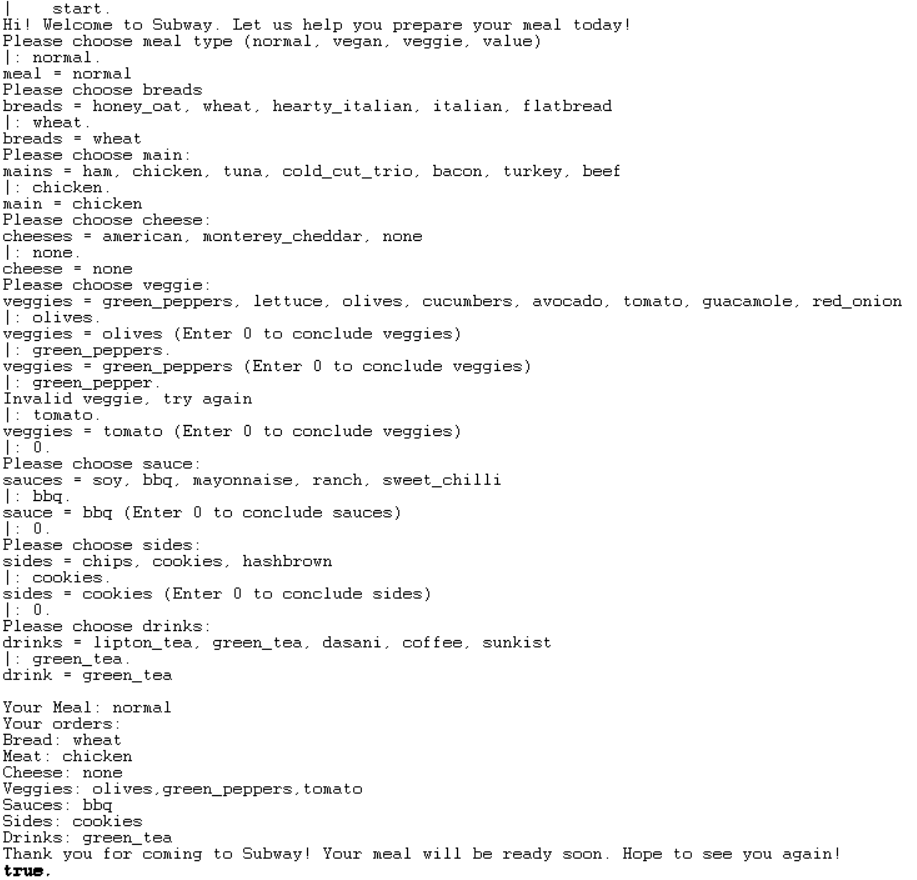 |    start.
Hi! Welcome to Subway. Let us help you prepare your meal today!
Please choose meal type (normal, vegan, veggie, value)
|: normal.
meal = normal
Please choose breads
breads = honey_oat, wheat, hearty_italian, italian, flatbread
|: wheat.
breads = wheat
Please choose main:
mains = ham, chicken, tuna, cold_cut_trio, bacon, turkey, beef
|: chicken.
main = chicken
Please choose cheese:
cheeses = american, monterey_cheddar, none
|: none.
cheese = none
Please choose veggie:
veggies = green_peppers, lettuce, olives, cucumbers, avocado, tomato, guacamole, red_onion
|: olives.
veggies = olives (Enter 0 to conclude veggies)
|: green_peppers.
veggies = green_peppers (Enter 0 to conclude veggies)
|: green_pepper.
Invalid veggie, try again
|: tomato.
veggies = tomato (Enter 0 to conclude veggies)
|: 0.
Please choose sauce:
sauces = soy, bbq, mayonnaise, ranch, sweet_chilli
|: bbq.
sauce = bbq (Enter 0 to conclude sauces)
|: 0.
Please choose sides:
sides = chips, cookies, hashbrown
|: cookies.
sides = cookies (Enter 0 to conclude sides)
|: 0.
Please choose drinks:
drinks = lipton_tea, green_tea, dasani, coffee, sunkist
|: green_tea.
drink = green_tea

Your Meal: normal
Your orders:
Bread: wheat
Meat: chicken
Cheese: none
Veggies: olives,green_peppers,tomato
Sauces: bbq
Sides: cookies
Drinks: green_tea
Thank you for coming to Subway! Your meal will be ready soon. Hope to see you again!
true.